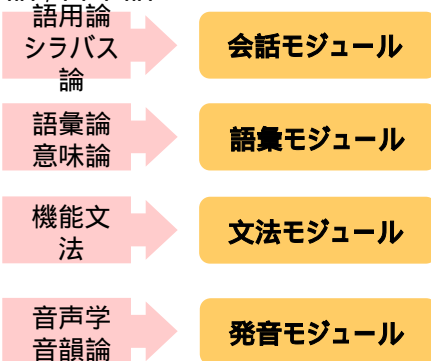 語用論
シラバス
論
会話モジュール
語彙論
意味論
語彙モジュール
機能文
法
文法モジュール
音声学
音韻論
発音モジュール